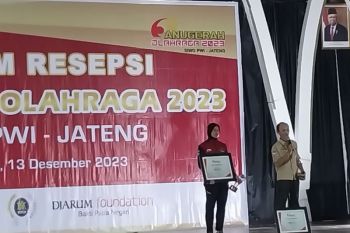 ANUGERAH
OLAHRAGA 2023
SIWO PWI - JATENG
M RESEPSI
OLAHRAGA 2023
PWI - JATENG
, 13 Desember 2023
DJARUM foundation
Bakti Pada Negeri